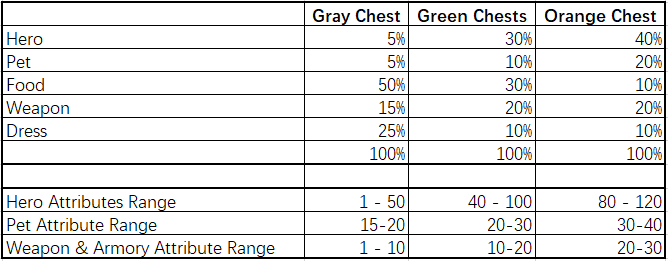 Gray Chest Green Chests Orange Chest
Hero 5% 30% 40%
Pet 5% 10% 20%
Food 50% 30% 10%
Weapon 15% 20% 20%
Dress 25% 10% 10%
100% 100% 100%
Hero Attributes Range 1 - 50 40 - 100 80 - 120
Pet Attribute Range 15-20 20-30 30-40
Weapon & Armory Attribute Range 1 - 10 10-20 20-30